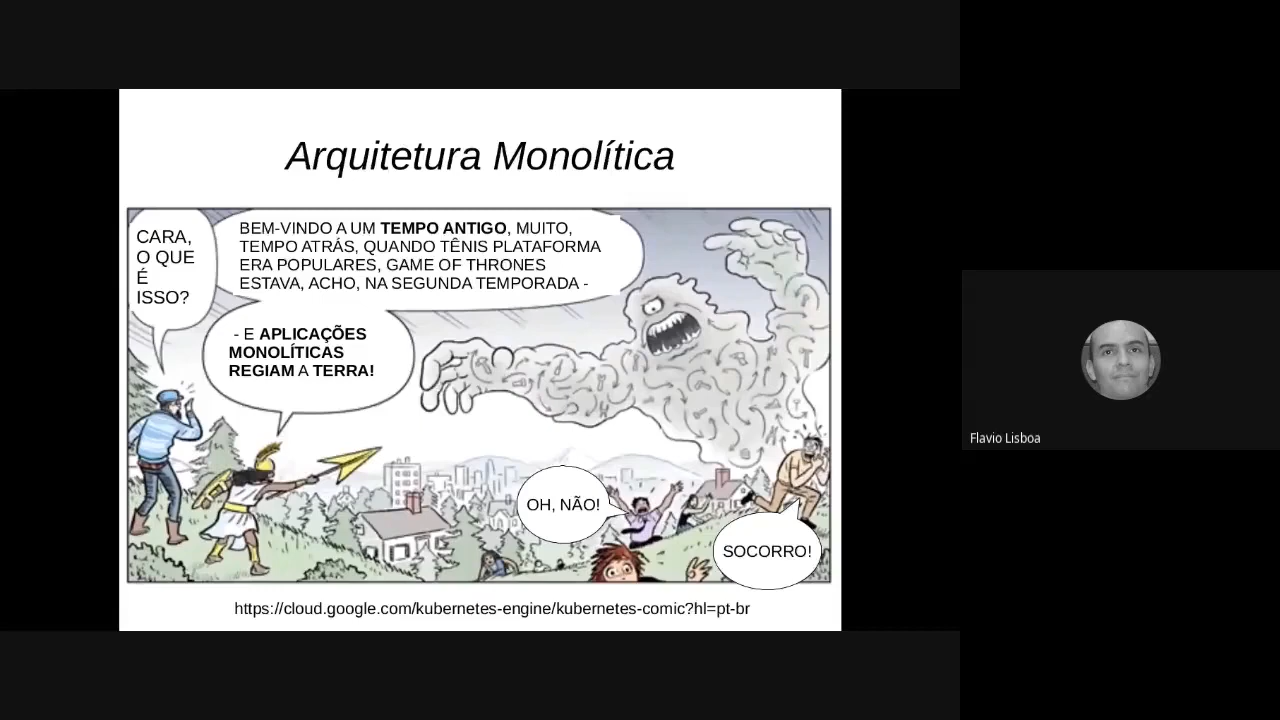 Arquitetura Monolítica
CARA,
O QUE
É
ISSO?
BEM-VINDO A UM TEMPO ANTIGO, MUITO,
TEMPO ATRÁS, QUANDO TÊNIS PLATAFORMA
ERA POPULARES, GAME OF THRONES
ESTAVA, ACHO, NA SEGUNDA TEMPORADA -
- E APLICAÇÕES
MONOLÍTICAS
REGIAM A TERRA!
OH, NÃO!
SOCORRO!
https://cloud.google.com/kubernetes-engine/kubernetes-comic?hl=pt-br
Flavio Lisboa